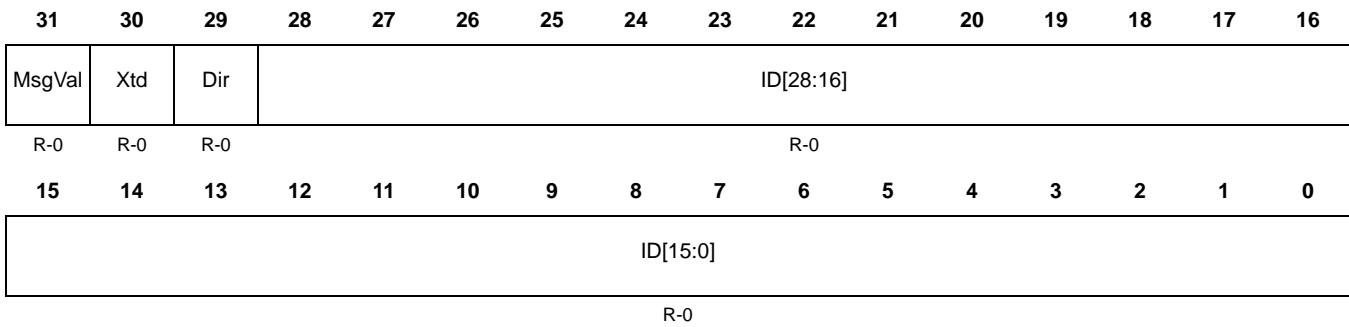 31 30 29 28 27 26 25 24 23 22 21 20 19 18 17 16
MsgVal Xtd Dir ID[28:16]
R-0 R-0 R-0 R-0
15 14 13 12 11 10 9 8 7 6 5 4 3 2 1 0
ID[15:0]
R-0